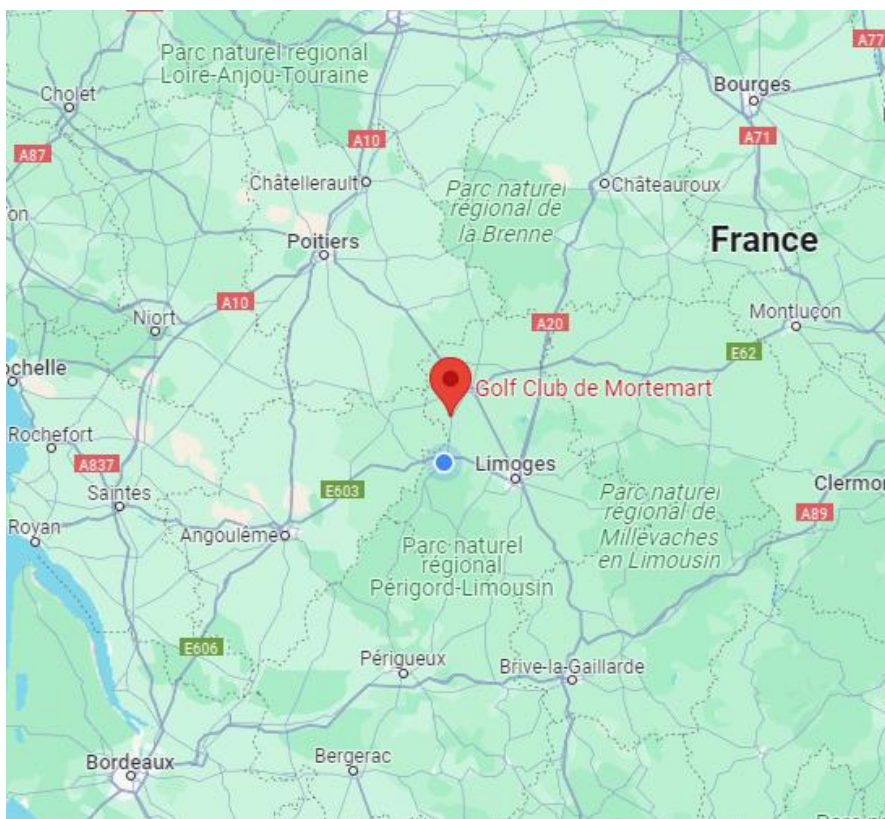 Parc naturel régional
Loire-Anjou-Touraine
A77
Cholet
Bourges
A10
A71
A87
Châtellerault
Parc naturel
régional de
la Brenne
Châteauroux
on
Poitiers
France
A10
Niort
A20
Montluçon
E62
ochelle
Golf Club de Mortemart
Rochefort
A837
Limoges
Saintes
E603
Parc naturel
régional de
Millevaches
en Limousin
Clermo
A89
Royan
Angoulême
Parc naturel
régional
Périgord-Limousin
E606
Périgueux
Brive-la-Gaillarde
Bordeaux
Bergerac